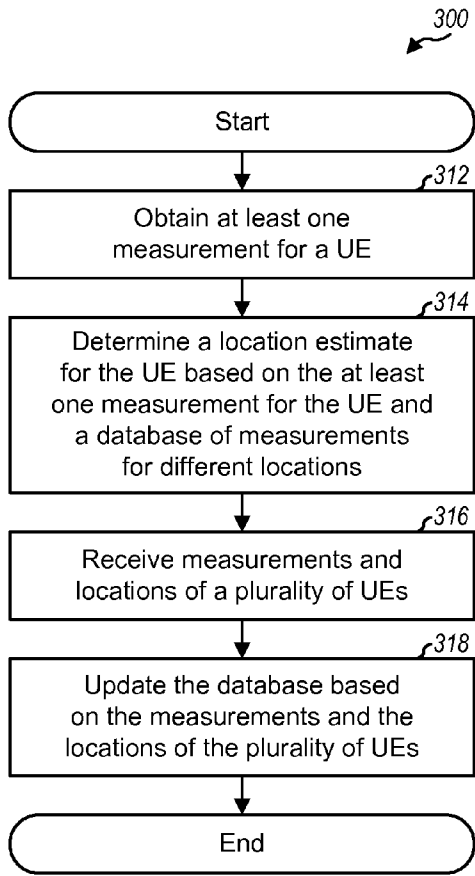 300
Start
312
Obtain at least one
measurement for a UE
314
Determine a location estimate
for the UE based on the at least
one measurement for the UE and
a database of measurements
for different locations
316
Receive measurements and
locations of a plurality of UEs
318
Update the database based
on the measurements and the
locations of the plurality of UEs
End